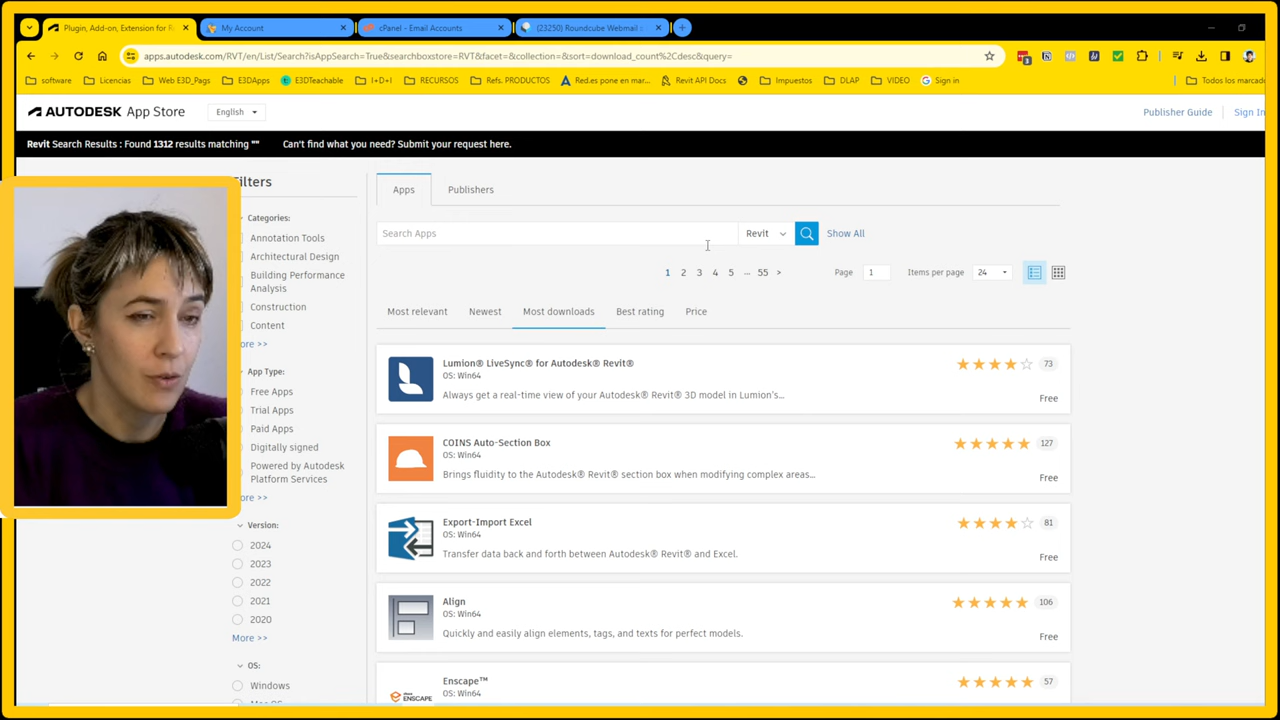 Plugin, Add-on, Extension for R
My Account
cPanel - Email Accounts
(23250) Roundcube Webmail
apps.autodesk.com/RVT/en/List/Search?isAppSearch=True&searchboxstore=RVT&facet=&collection=&sort=download_count%2Cdesc&query=
3
software
Licencias
Web E3D_Pags
E3DApps
E3DTeachable
I+D+I
RECURSOS
Refs. PRODUCTOS
Red.es pone en mar...
Revit API Docs
Impuestos
DLAP
VIDEO
Sign in
Todos los marcado
AUTODESK App Store
English
Publisher Guide
Sign In
Revit Search Results : Found 1312 results matching "" Can't find what you need? Submit your request here.
Filters
Categories:
Annotation Tools
Architectural Design
Building Performance
Analysis
Construction
Content
ore >>
App Type:
Free Apps
Trial Apps
Paid Apps
Digitally signed
Powered by Autodesk
Platform Services
ore >>
Version:
2024
2023
2022
2021
2020
More >>
OS:
Windows
Apps
Publishers
Search Apps
Revit
Show All
1 2 3 4 5 ... 55 >
Page 1
Items per page 24
Most relevant
Newest
Most downloads
Best rating
Price
Lumion® LiveSync® for Autodesk® Revit®
73
OS: Win64
Always get a real-time view of your Autodesk® Revit® 3D model in Lumion's...
Free
COINS Auto-Section Box
127
OS: Win64
Brings fluidity to the Autodesk® Revit® section box when modifying complex areas...
Free
Export-Import Excel
81
OS: Win64
Transfer data back and forth between Autodesk® Revit® and Excel.
Free
Align
106
OS: Win64
Quickly and easily align elements, tags, and texts for perfect models.
Free
Enscape™
57
OS: Win64
ENSCAPE